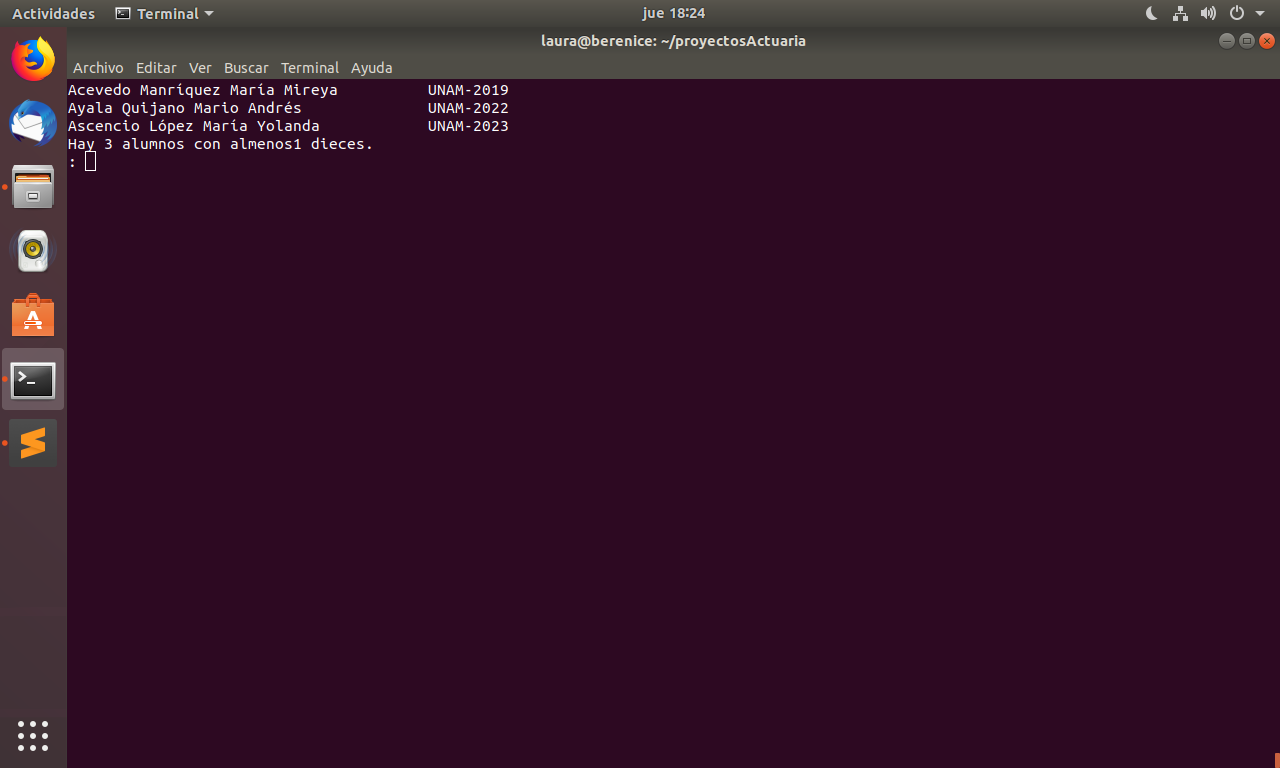 Actividades Terminal jue 18:24
laura@berenice: ~/proyectosActuaria
Archivo Editar Ver Buscar Terminal Ayuda
Acevedo Manríquez María Mireya UNAM-2019
Ayala Quijano Mario Andrés UNAM-2022
Ascencio López María Yolanda UNAM-2023
Hay 3 alumnos con almenos1 dieces.
: